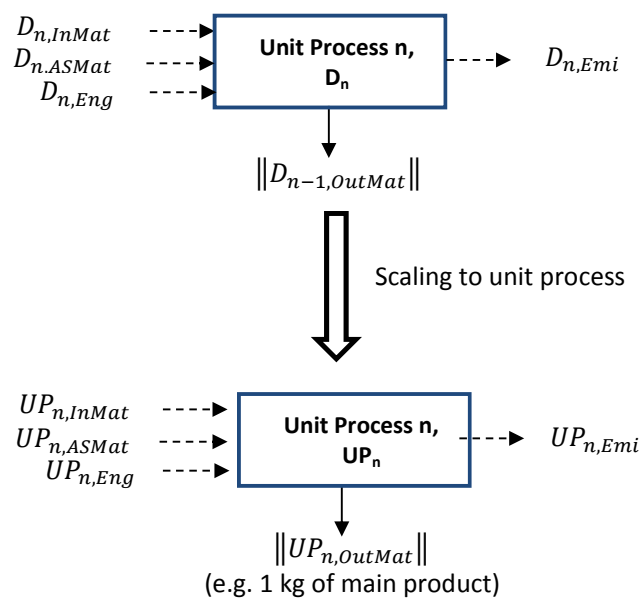 D_{n,InMat}
D_{n.ASMat}
D_{n,Eng}
Unit Process n,
D_n
D_{n,Emi}
‖D_{n−1,OutMat}‖
Scaling to unit process
UP_{n,InMat}
UP_{n,ASMat}
UP_{n,Eng}
Unit Process n,
UP_n
UP_{n,Emi}
‖UP_{n,OutMat}‖
(e.g. 1 kg of main product)